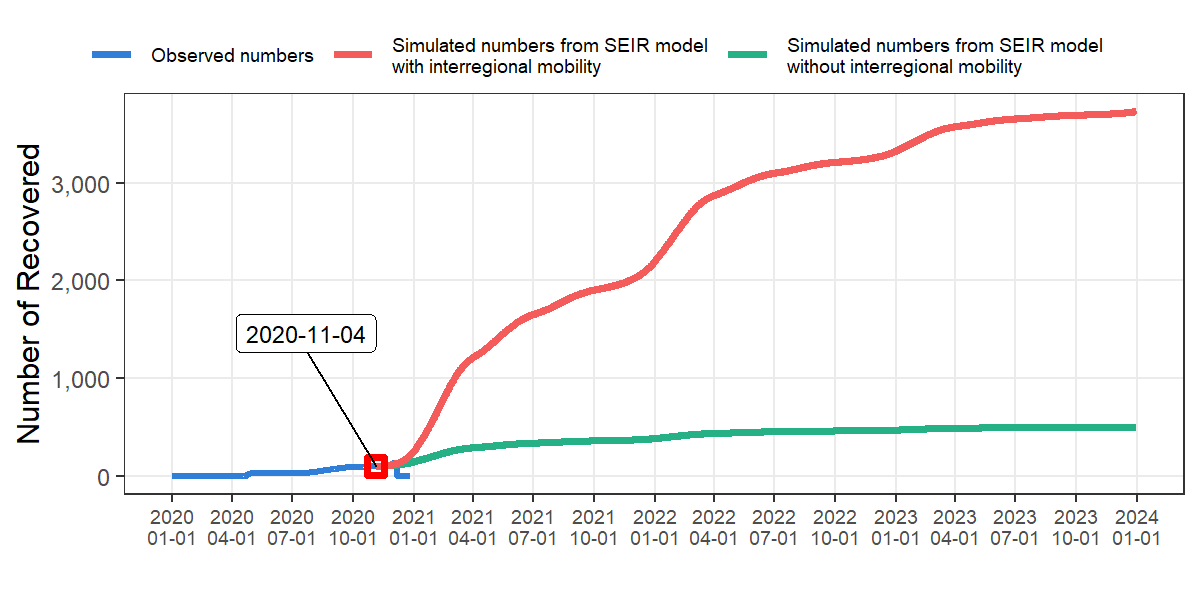 Observed numbers
Simulated numbers from SEIR model
with interregional mobility
Simulated numbers from SEIR model
without interregional mobility
Number of Recovered
3,000
2,000
1,000
0
2020-11-04
2020 2020 2020 2020 2021 2021 2021 2021 2022 2022 2022 2022 2023 2023 2023 2023 2024
01-01 04-01 07-01 10-01 01-01 04-01 07-01 10-01 01-01 04-01 07-01 10-01 01-01 04-01 07-01 10-01 01-01